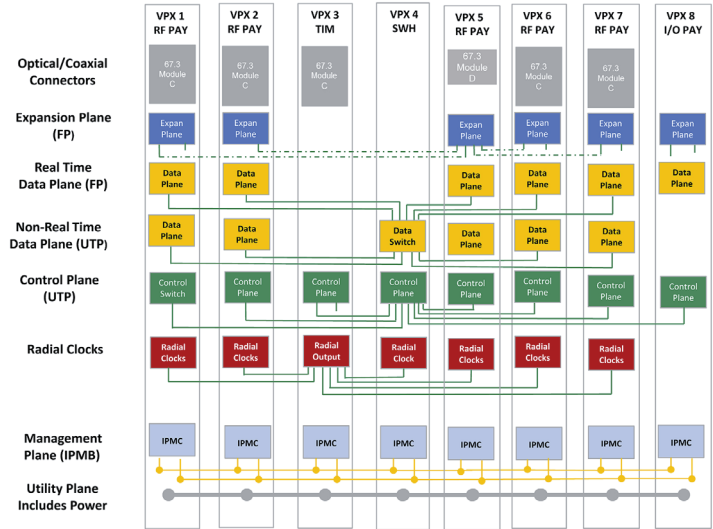 VPX 1 VPX 2 VPX 3 VPX 4 VPX 5 VPX 6 VPX 7 VPX 8
RF PAY RF PAY TIM SWH RF PAY RF PAY RF PAY I/O PAY
Optical/Coaxial
Connectors
67.3 67.3 67.3 67.3 67.3 67.3
Module Module Module Module Module Module
C C C D C C
Expansion Plane
(FP)
Expan Expan Expan Expan Expan Expan
Plane Plane Plane Plane Plane Plane
Real Time
Data Plane (FP)
Data Data Data Data Data Data
Plane Plane Plane Plane Plane Plane
Non-Real Time
Data Plane (UTP)
Data Data Data Data Data Data
Plane Plane Switch Plane Plane Plane
Control Plane
(UTP)
Control Control Control Control Control Control Control Control
Switch Plane Plane Plane Plane Plane Plane Plane
Radial Clocks
Radial Radial Radial Radial Radial Radial Radial
Clocks Clocks Output Clock Clocks Clocks Clocks
Management
Plane (IPMB)
IPMC IPMC IPMC IPMC IPMC IPMC IPMC IPMC
Utility Plane
Includes Power